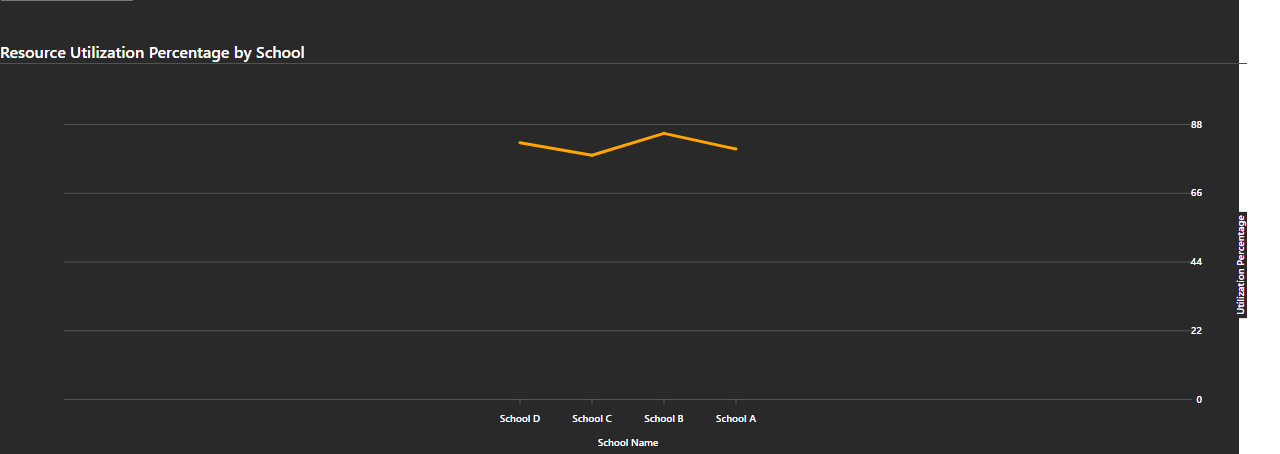 Resource Utilization Percentage by School
88
66
44
22
0
Utilization Percentage
School D School C School B School A
School Name